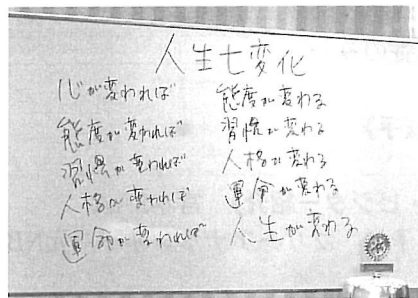 人生七変化
心が変われば 態度が変わる
態度が変われば 習慣が変わる
習慣が変われば 人格が変わる
人格が変われば 運命が変わる
運命が変われば 人生が変わる